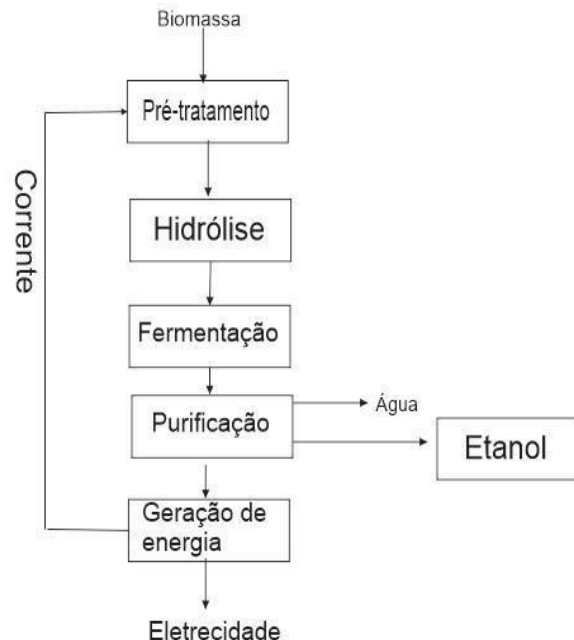 Biomassa
Pré-tratamento
Corrente
Hidrólise
Fermentação
Purificação
Água
Etanol
Geração de
energia
Eletrecidade